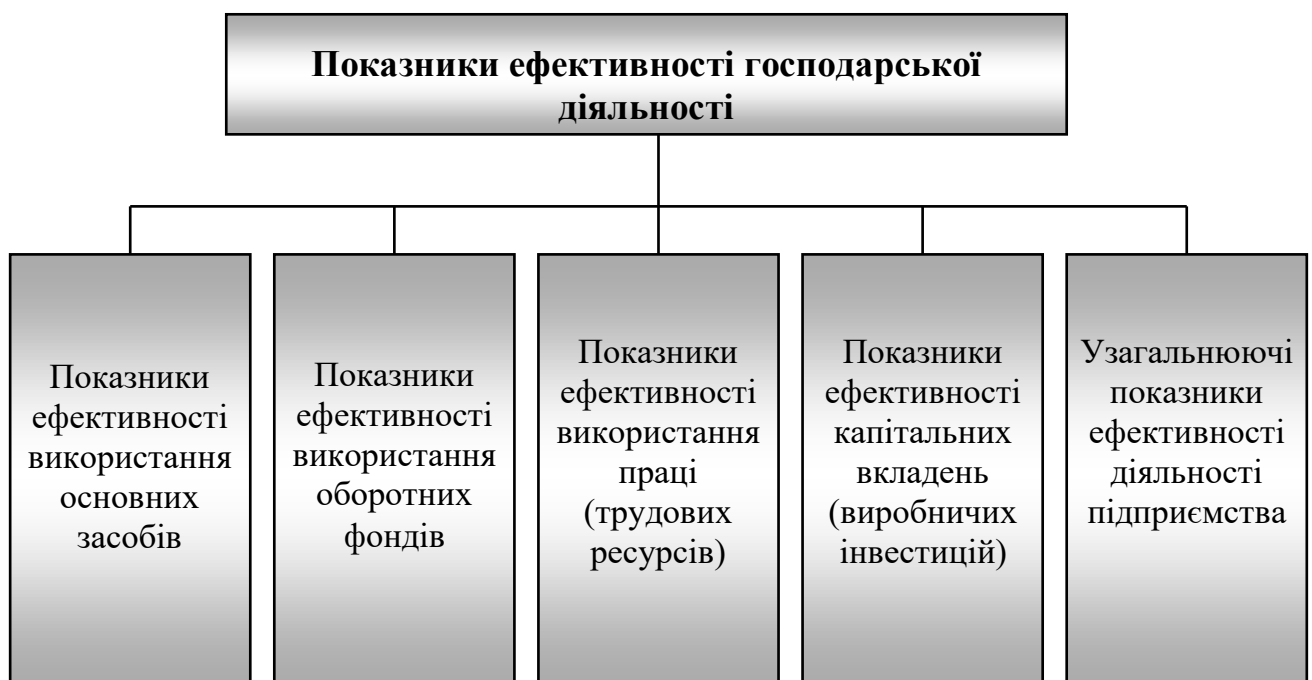 Показники ефективності господарської
діяльності
Показники
ефективності
використання
основних
засобів
Показники
ефективності
використання
оборотних
фондів
Показники
ефективності
використання
праці
(трудових
ресурсів)
Показники
ефективності
капітальних
вкладень
(виробничих
інвестицій)
Узагальнюючі
показники
ефективності
діяльності
підприємства